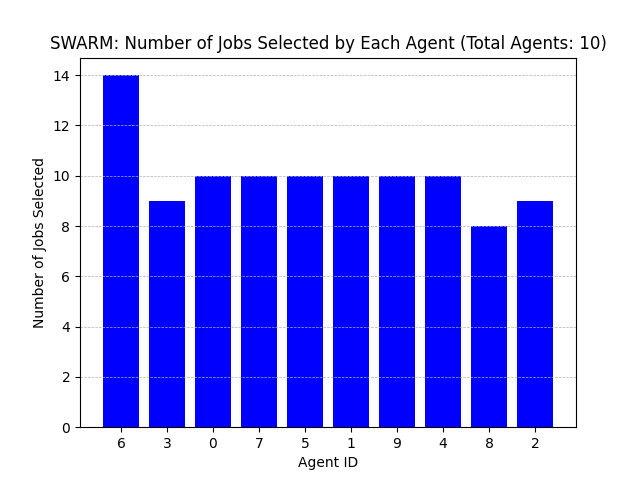 SWARM: Number of Jobs Selected by Each Agent (Total Agents: 10)
14
12
10
8
6
4
2
0
Number of Jobs Selected
6 3 0 7 5 1 9 4 8 2
Agent ID